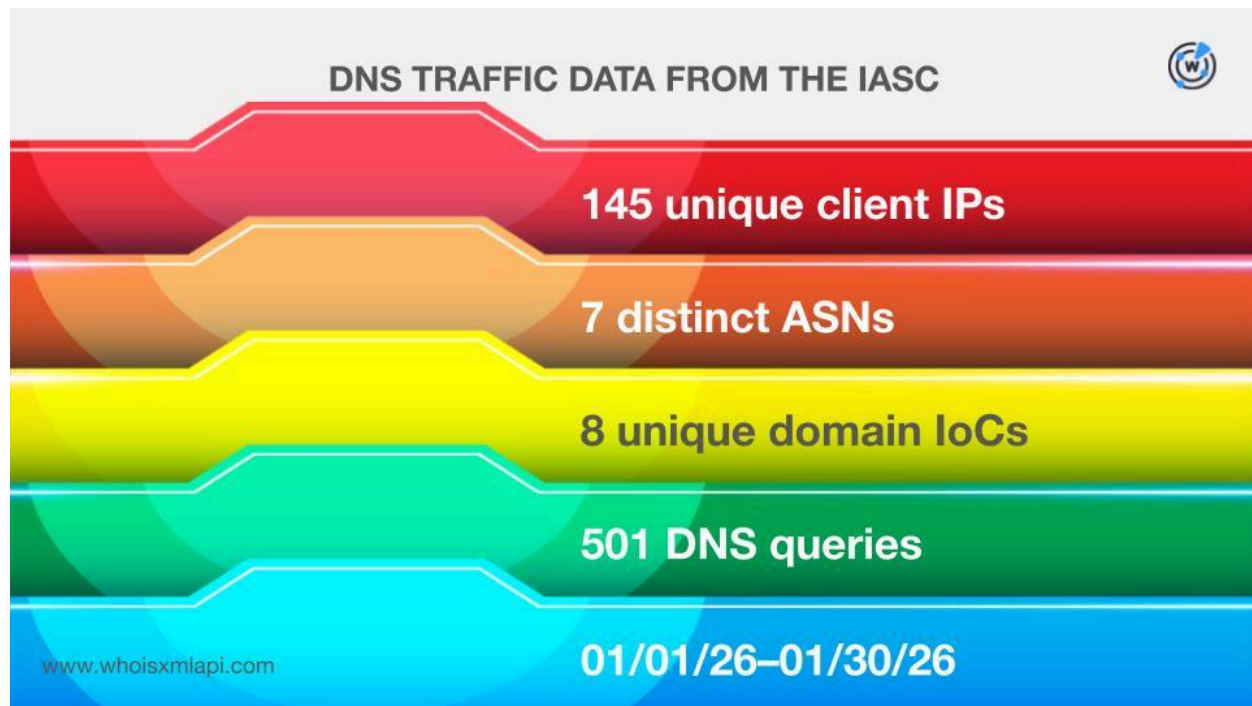 DNS TRAFFIC DATA FROM THE IASC
W
145 unique client IPs
7 distinct ASNs
8 unique domain IoCs
501 DNS queries
01/01/26–01/30/26
www.whoisxmlapi.com